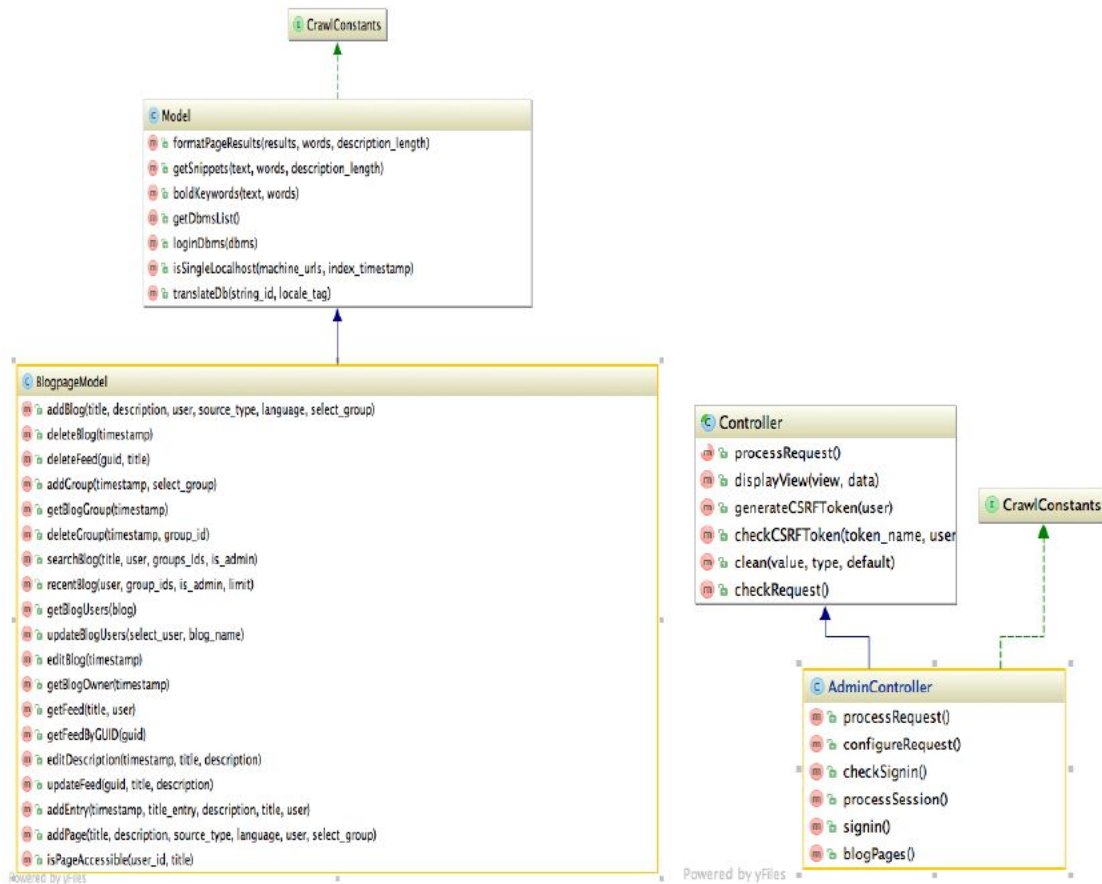 CrawlConstants
Model
formatPageResults(results, words, description_length)
getSnippets(text, words, description_length)
boldKeywords(text, words)
getDbmsList()
loginDbms(dbms)
isSingleLocalhost(machine_urls, index_timestamp)
translateDb(string_id, locale_tag)
BlogpageModel
addBlog(title, description, user, source_type, language, select_group)
deleteBlog(timestamp)
deleteFeed(guid, title)
addGroup(timestamp, select_group)
getBlogGroup(timestamp)
deleteGroup(timestamp, group_id)
searchBlog(title, user, groups_ids, is_admin)
recentBlog(user, group_ids, is_admin, limit)
getBlogUsers(blog)
updateBlogUsers(select_user, blog_name)
editBlog(timestamp)
getBlogOwner(timestamp)
getFeed(title, user)
getFeedByGUID(guid)
editDescription(timestamp, title, description)
updateFeed(guid, title, description)
addEntry(timestamp, title_entry, description, title, user)
addPage(title, description, source_type, language, user, select_group)
isPageAccessible(user_id, title)
Powered by yFiles
Controller
processRequest()
displayView(view, data)
generateCSRFToken(user)
checkCSRFToken(token_name, user
clean(value, type, default)
checkRequest()
CrawlConstants
AdminController
processRequest()
configureRequest()
checkSignin()
processSession()
signin()
blogPages()
Powered by yFiles